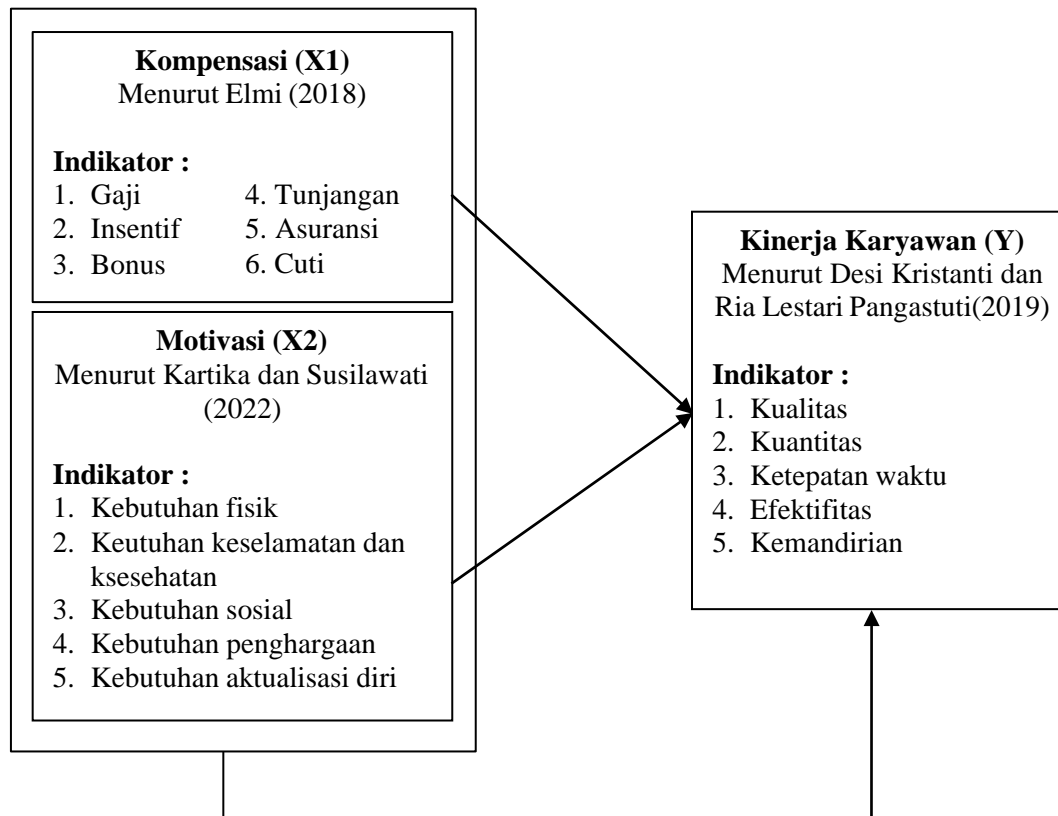 Kompensasi (X1)
Menurut Elmi (2018)
Indikator :
1. Gaji
2. Insentif
3. Bonus
4. Tunjangan
5. Asuransi
6. Cuti
Motivasi (X2)
Menurut Kartika dan Susilawati
(2022)
Indikator :
1. Kebutuhan fisik
2. Keutuhan keselamatan dan
ksesehatan
3. Kebutuhan sosial
4. Kebutuhan penghargaan
5. Kebutuhan aktualisasi diri
Kinerja Karyawan (Y)
Menurut Desi Kristanti dan
Ria Lestari Pangastuti(2019)
Indikator :
1. Kualitas
2. Kuantitas
3. Ketepatan waktu
4. Efektifitas
5. Kemandirian